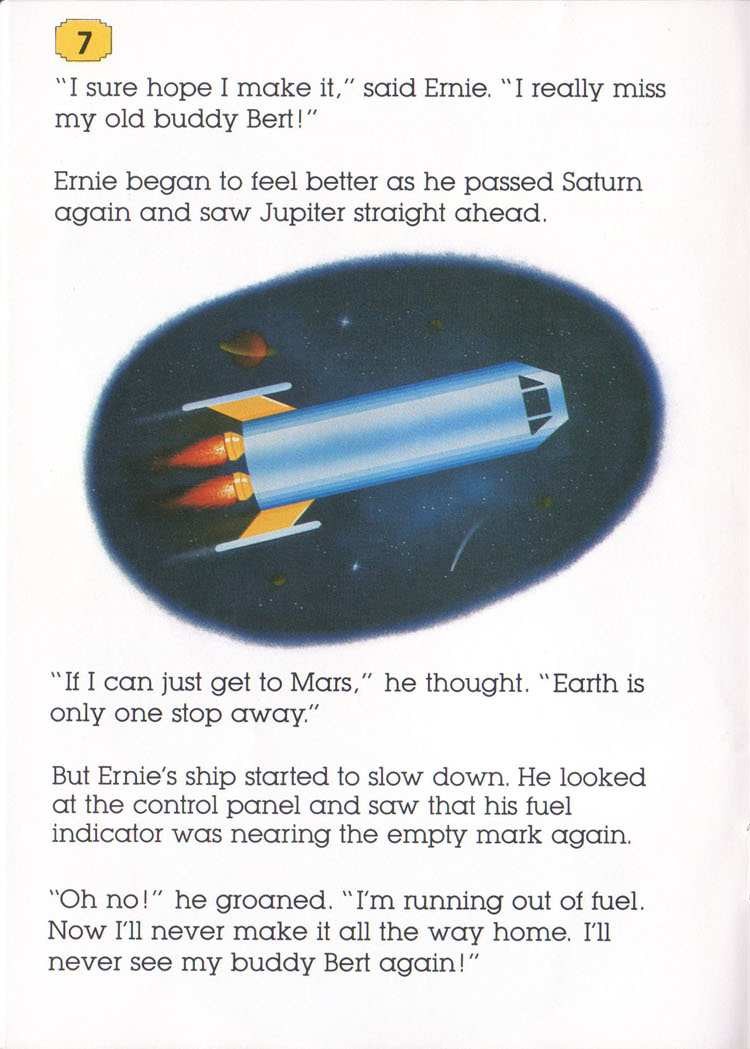 7
“I sure hope I make it,” said Ernie. “I really miss
my old buddy Bert!”
Ernie began to feel better as he passed Saturn
again and saw Jupiter straight ahead.
“If I can just get to Mars,” he thought. “Earth is
only one stop away.”
But Ernie’s ship started to slow down. He looked
at the control panel and saw that his fuel
indicator was nearing the empty mark again.
“Oh no!” he groaned. “I’m running out of fuel.
Now I’ll never make it all the way home. I’ll
never see my buddy Bert again!”